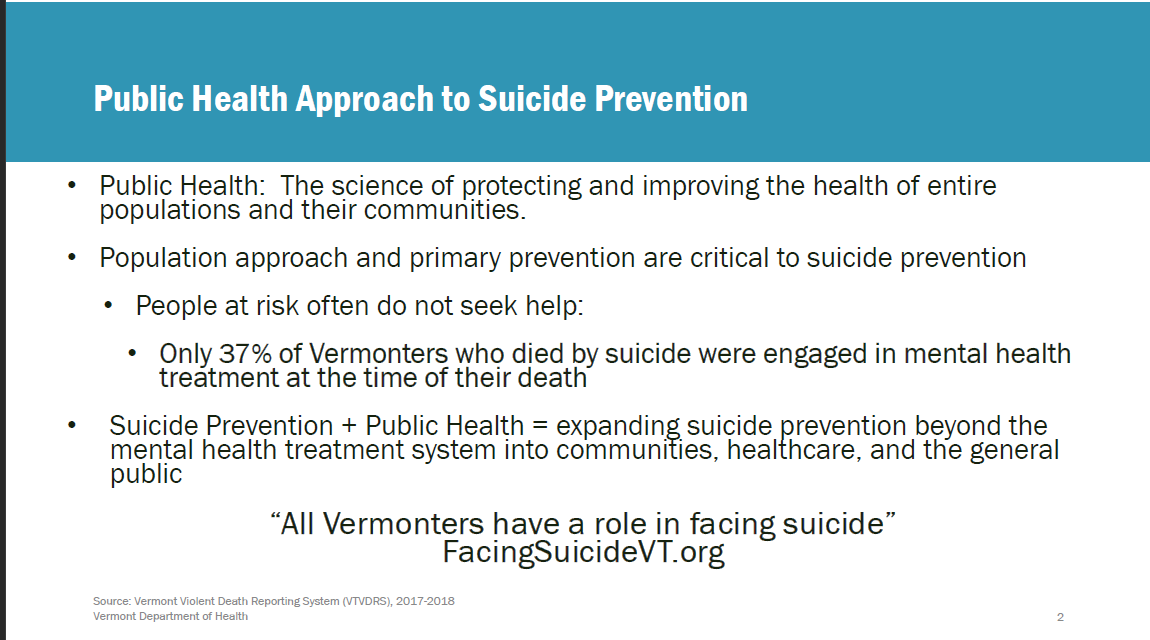 Public Health Approach to Suicide Prevention
• Public Health:  The science of protecting and improving the health of entire
populations and their communities.
• Population approach and primary prevention are critical to suicide prevention
• People at risk often do not seek help:
• Only 37% of Vermonters who died by suicide were engaged in mental health
treatment at the time of their death
• Suicide Prevention + Public Health = expanding suicide prevention beyond the
mental health treatment system into communities, healthcare, and the general
public
“All Vermonters have a role in facing suicide”
FacingSuicideVT.org
Source: Vermont Violent Death Reporting System (VTVDRS), 2017-2018
Vermont Department of Health
2